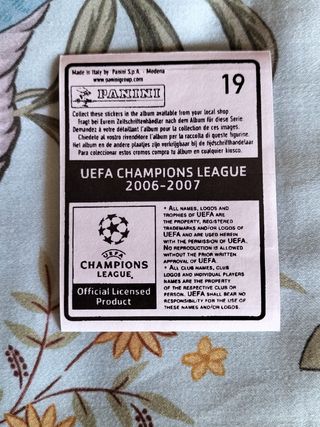 Made in Italy by Panini S.p.A. - Modena
www.paninigroup.com
19
PANINI
Collect these stickers in the album available from your local shop
Fragt bei Eurem Zeitschriftenhändler nach dem Album für diese Serie
Demandez à votre détaillant l'album pour la collection de ces images.
Chiedete al vostro rivenditore l'album per la raccolta di queste figurine.
Nel album en de andere plaatjes zijn verkrijgbaar bij de tijdschrifthandelaar
Para coleccionar estos cromos compra tu álbum en cualquier kiosco.
UEFA CHAMPIONS LEAGUE
2006-2007
UEFA
CHAMPIONS
LEAGUE.
Official Licensed
Product
* ALL NAMES, LOGOS AND
TROPHIES OF UEFA ARE
THE PROPERTY, REGISTERED
TRADEMARKS AND/OR LOGOS OF
UEFA AND ARE USED HEREIN
WITH THE PERMISSION OF UEFA.
NO REPRODUCTION IS ALLOWED
WITHOUT THE PRIOR WRITTEN
APPROVAL OF UEFA.
* ALL CLUB NAMES, CLUB
LOGOS AND INDIVIDUAL PLAYERS
NAMES ARE THE PROPERTY
OF THE RESPECTIVE CLUB OR
PERSON. UEFA SHALL BEAR NO
RESPONSIBILITY FOR THE USE OF
THESE NAMES AND/OR LOGOS.